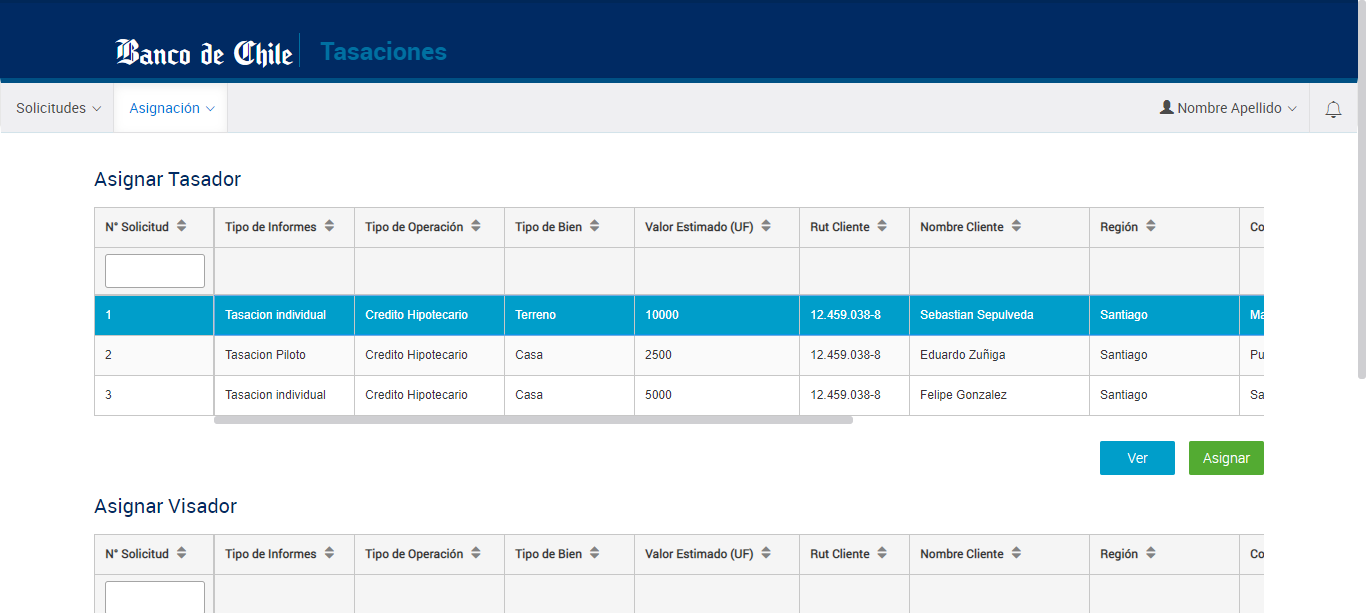 Banco de Chile Tasaciones
Solicitudes Asignación Nombre Apellido
Asignar Tasador
N° Solicitud Tipo de Informes Tipo de Operación Tipo de Bien Valor Estimado (UF) Rut Cliente Nombre Cliente Región Co
1 Tasacion individual Credito Hipotecario Terreno 10000 12.459.038-8 Sebastian Sepulveda Santiago Ma
2 Tasacion Piloto Credito Hipotecario Casa 2500 12.459.038-8 Eduardo Zuñiga Santiago Pu
3 Tasacion individual Credito Hipotecario Casa 5000 12.459.038-8 Felipe Gonzalez Santiago Sa
Ver Asignar
Asignar Visador
N° Solicitud Tipo de Informes Tipo de Operación Tipo de Bien Valor Estimado (UF) Rut Cliente Nombre Cliente Región Co